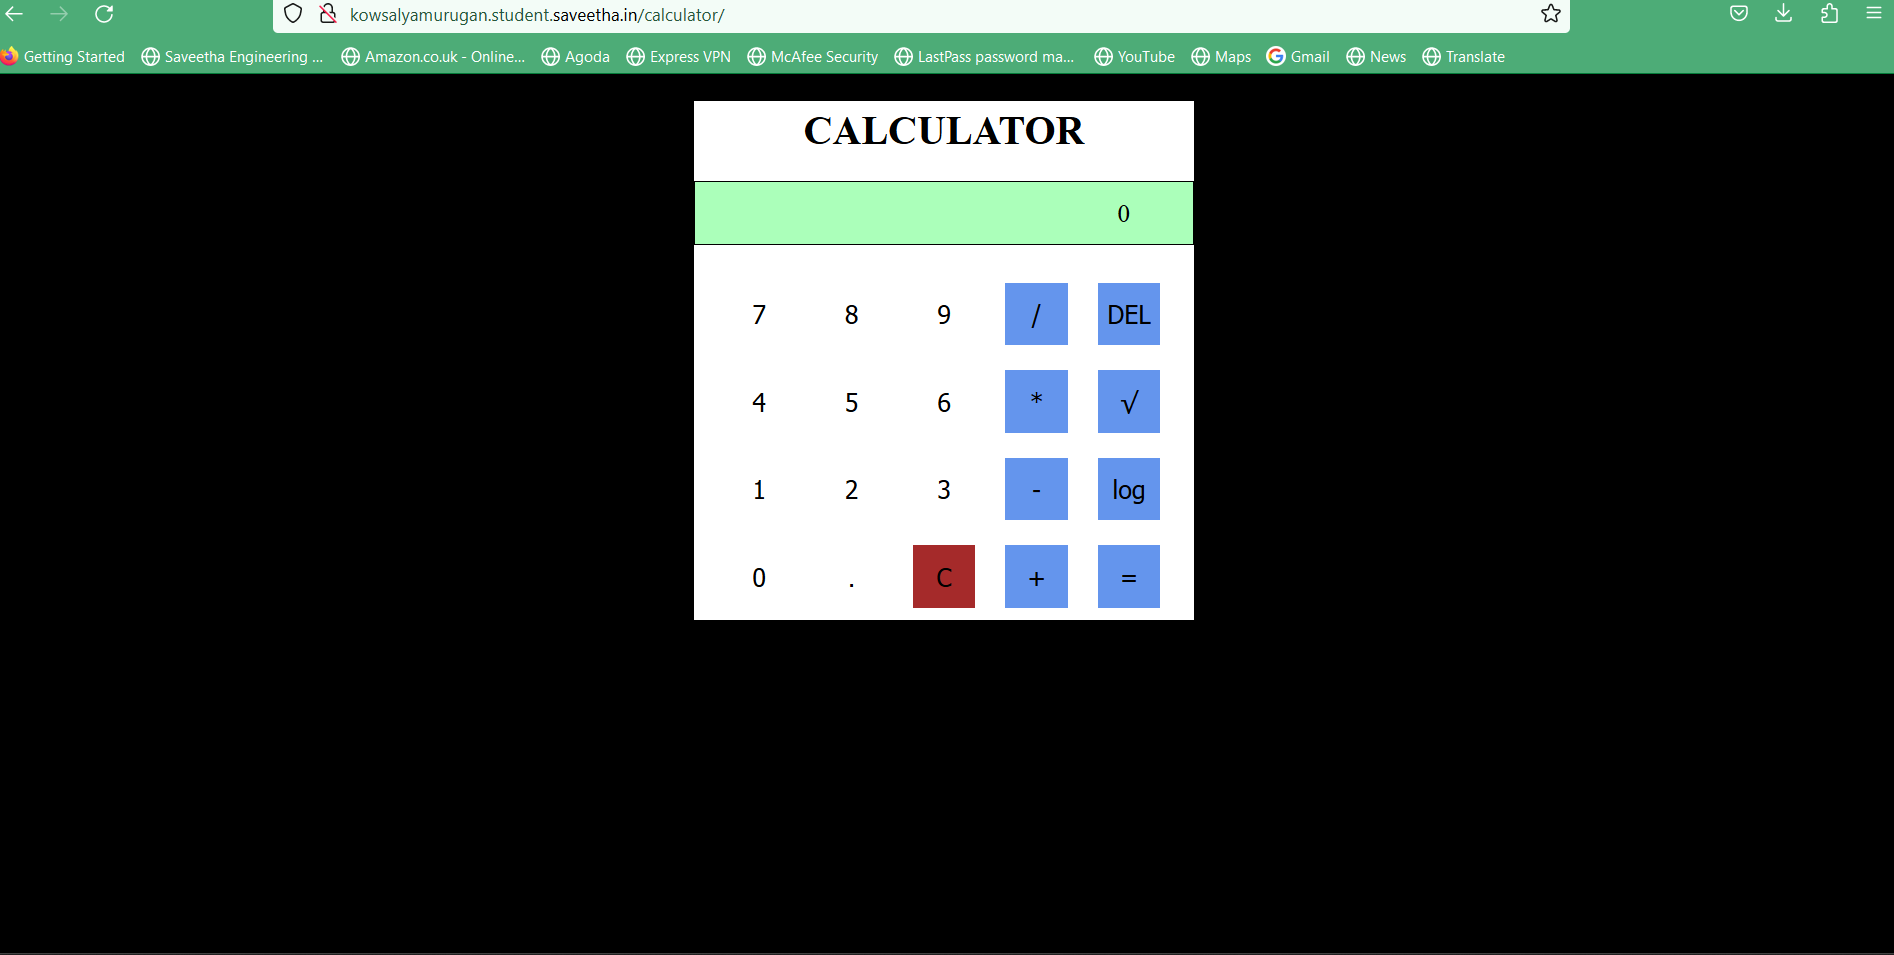 kowsalyamurugan.student.saveetha.in/calculator/
Getting Started Saveetha Engineering ... Amazon.co.uk - Online... Agoda Express VPN McAfee Security LastPass password ma... YouTube Maps Gmail News Translate
CALCULATOR
0
7 8 9 / DEL
4 5 6 * √
1 2 3 - log
0 . C + =